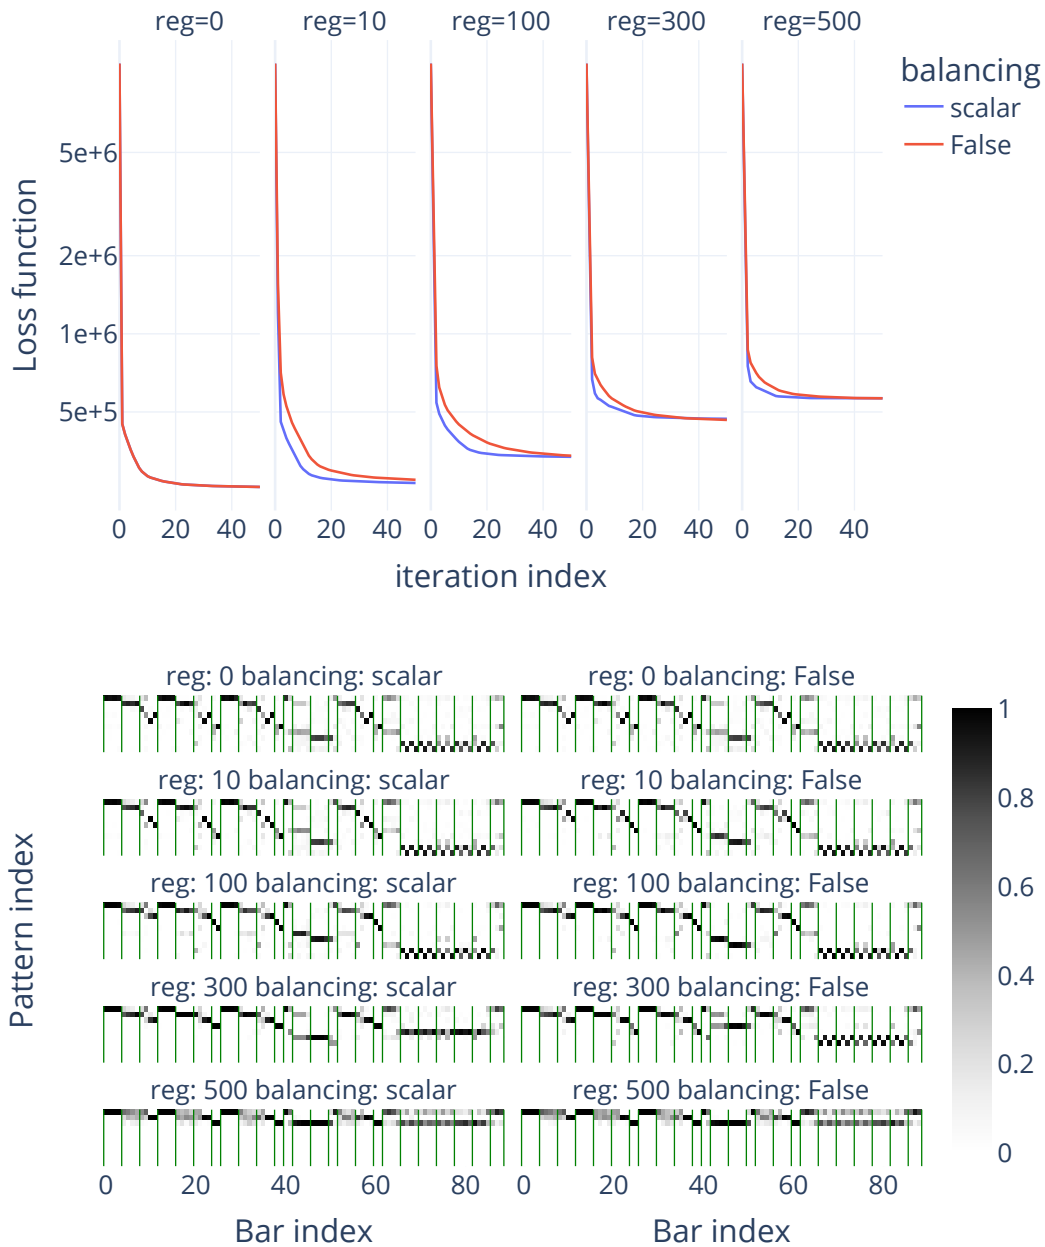 reg=0 reg=10 reg=100 reg=300 reg=500
balancing
scalar
False
Loss function
5e+6
2e+6
1e+6
5e+5
0 20 40 0 20 40 0 20 40 0 20 40 0 20 40
iteration index
reg: 0 balancing: scalar reg: 0 balancing: False
reg: 10 balancing: scalar reg: 10 balancing: False
reg: 100 balancing: scalar reg: 100 balancing: False
reg: 300 balancing: scalar reg: 300 balancing: False
reg: 500 balancing: scalar reg: 500 balancing: False
Pattern index
0 20 40 60 80 0 20 40 60 80
Bar index Bar index
1
0.8
0.6
0.4
0.2
0